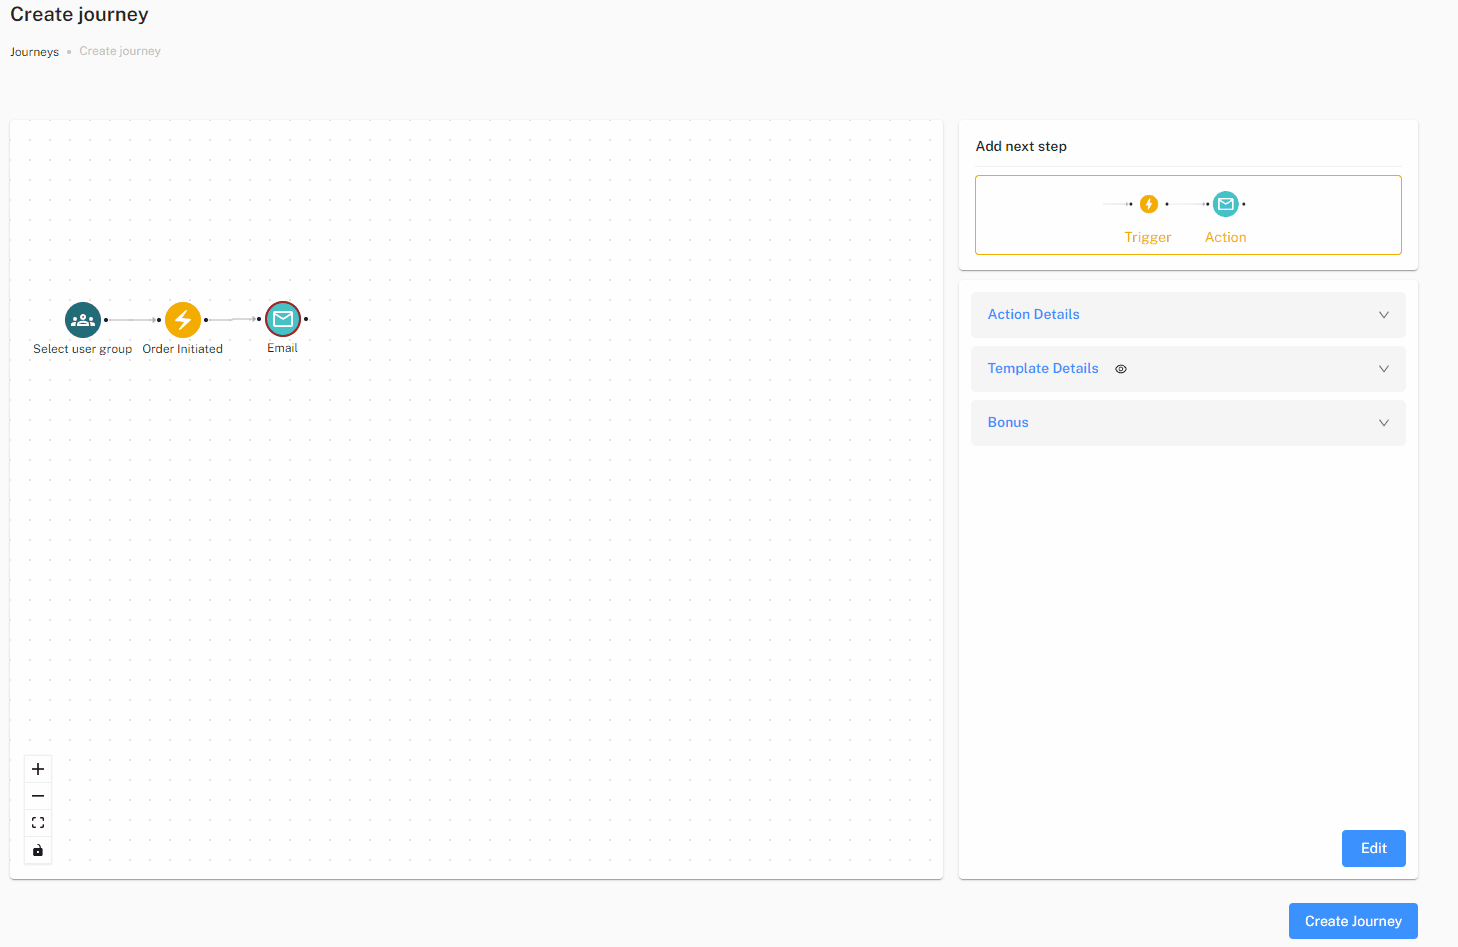 Create journey
Journeys • Create journey
Add next step
Trigger Action
Select user group Order Initiated Email
Action Details
Template Details
Bonus
Edit
Create Journey